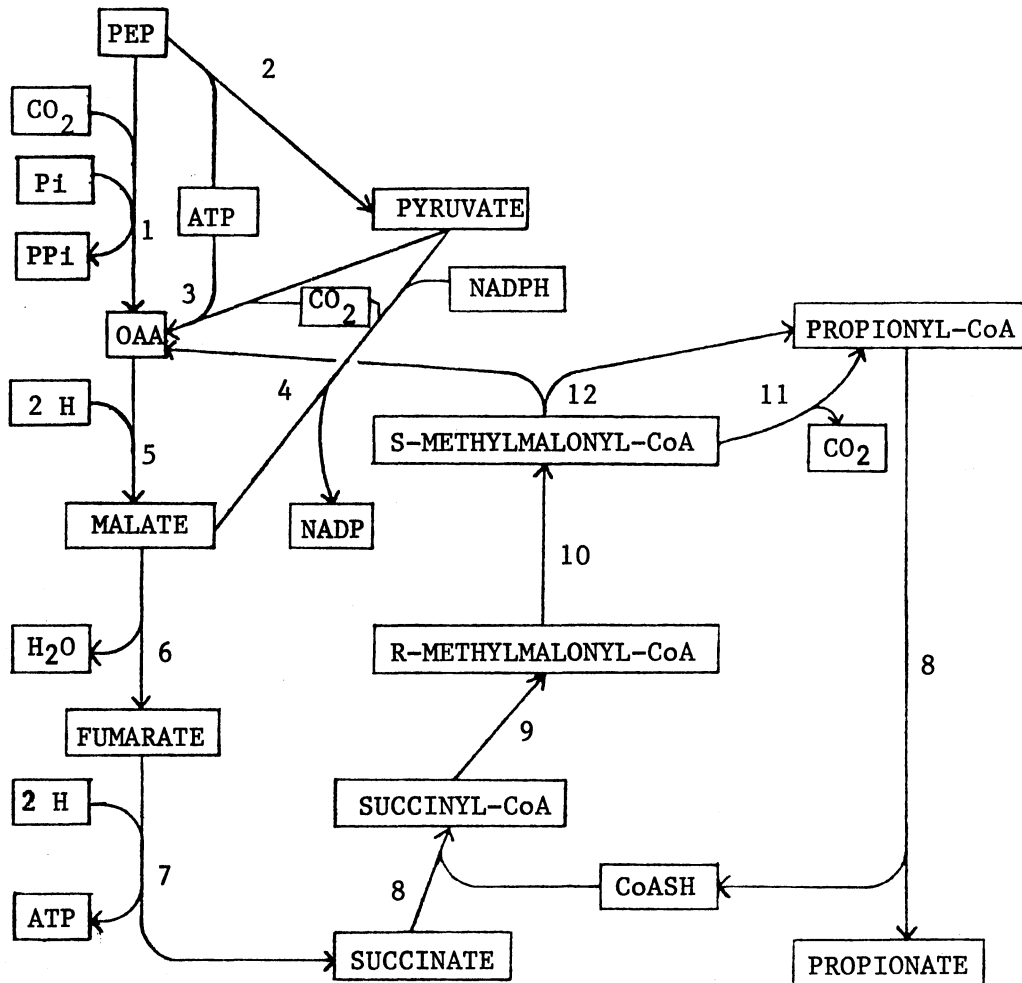 PEP
2
CO2
Pi
ATP
PYRUVATE
1
PPi
3
CO2
NADPH
OAA
PROPIONYL-CoA
4
12
11
2 H
S-METHYLMALONYL-CoA
CO2
5
MALATE
NADP
10
H2O
6
R-METHYLMALONYL-CoA
8
FUMARATE
9
2 H
SUCCINYL-CoA
7
8
CoASH
ATP
SUCCINATE
PROPIONATE